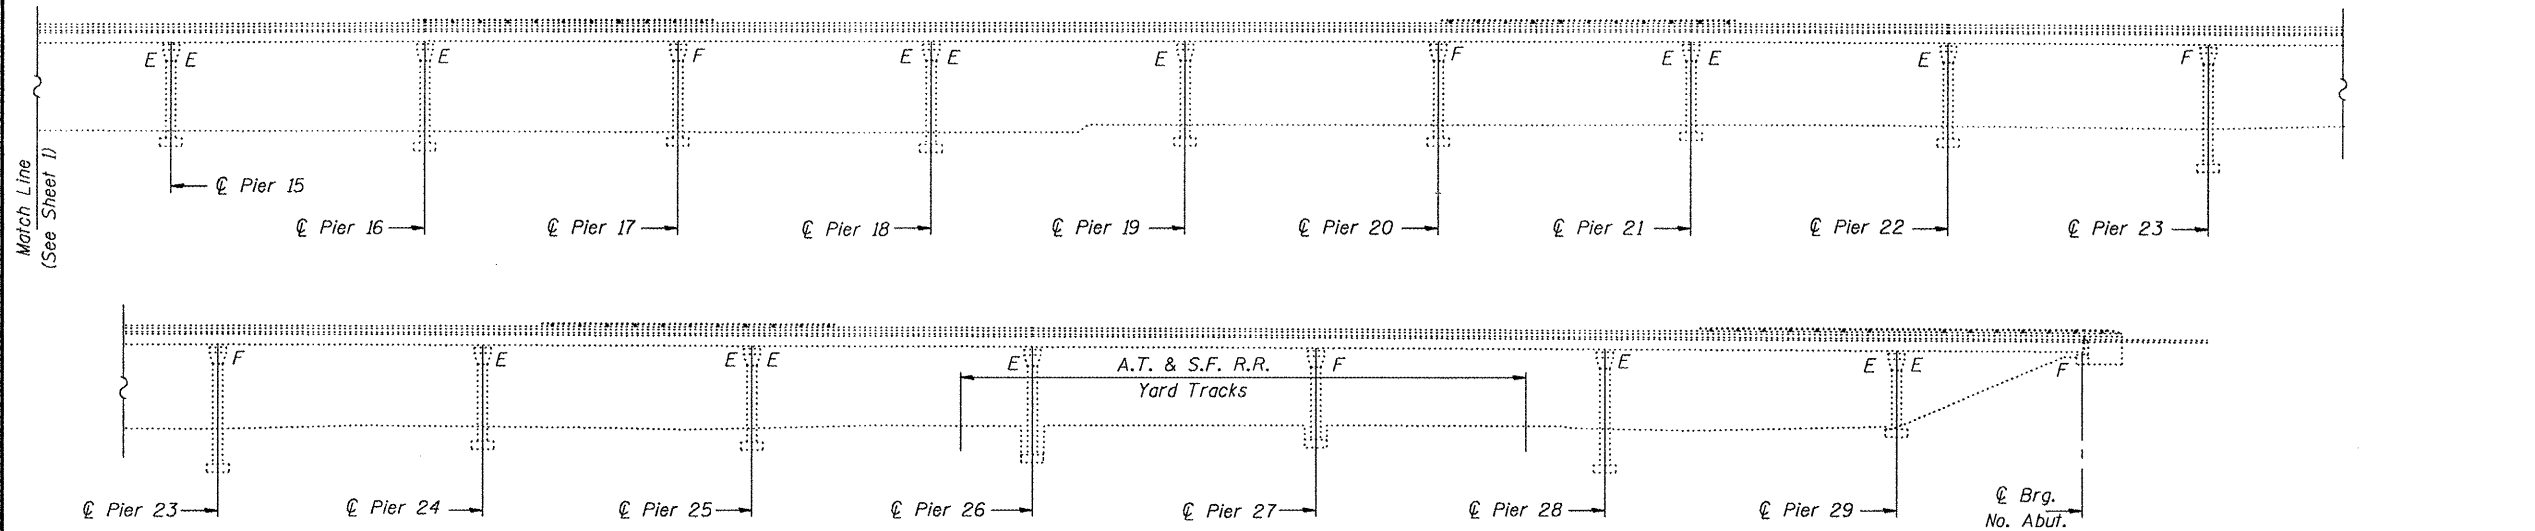 E E E F E E E F E E E F
Match Line
(See Sheet 1)
℄ Pier 15
℄ Pier 16 ℄ Pier 17 ℄ Pier 18 ℄ Pier 19 ℄ Pier 20 ℄ Pier 21 ℄ Pier 22 ℄ Pier 23
F E E E E F E E E F
A.T. & S.F. R.R.
Yard Tracks
℄ Pier 23 ℄ Pier 24 ℄ Pier 25 ℄ Pier 26 ℄ Pier 27 ℄ Pier 28 ℄ Pier 29
℄ Brg.
No. Abut.